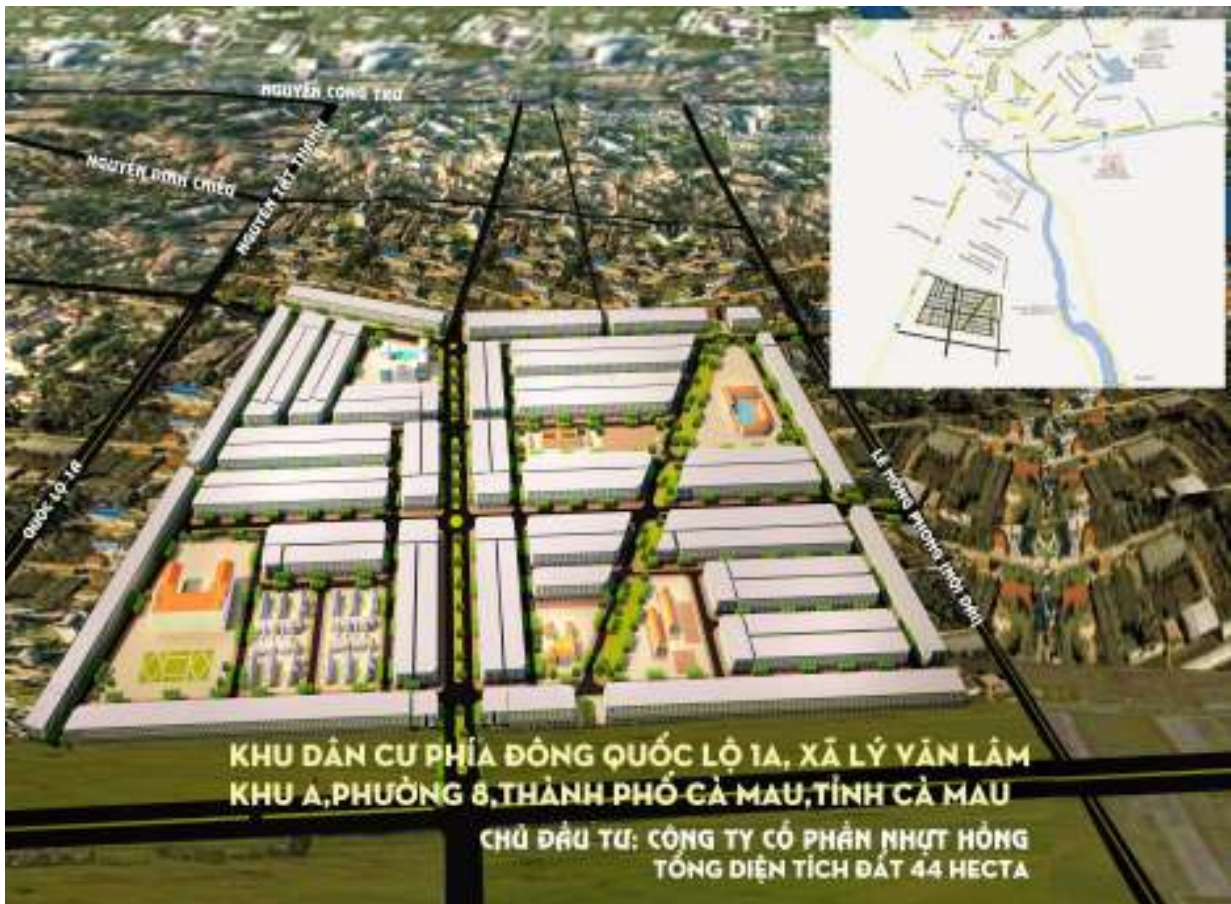 NGUYỄN CÔNG TRỨ
NGUYỄN ĐÌNH CHIỂU
NGUYỄN TẤT THÀNH
QUỐC LỘ 1A
LÊ HỒNG PHONG (NỐI DÀI)
KHU DÂN CƯ PHÍA ĐÔNG QUỐC LỘ 1A, XÃ LÝ VĂN LÂM
KHU A,PHƯỜNG 8,THÀNH PHỐ CÀ MAU,TỈNH CÀ MAU
CHỦ ĐẦU TƯ: CÔNG TY CỔ PHẦN NHỰT HỒNG
TỔNG DIỆN TÍCH ĐẤT 44 HECTA